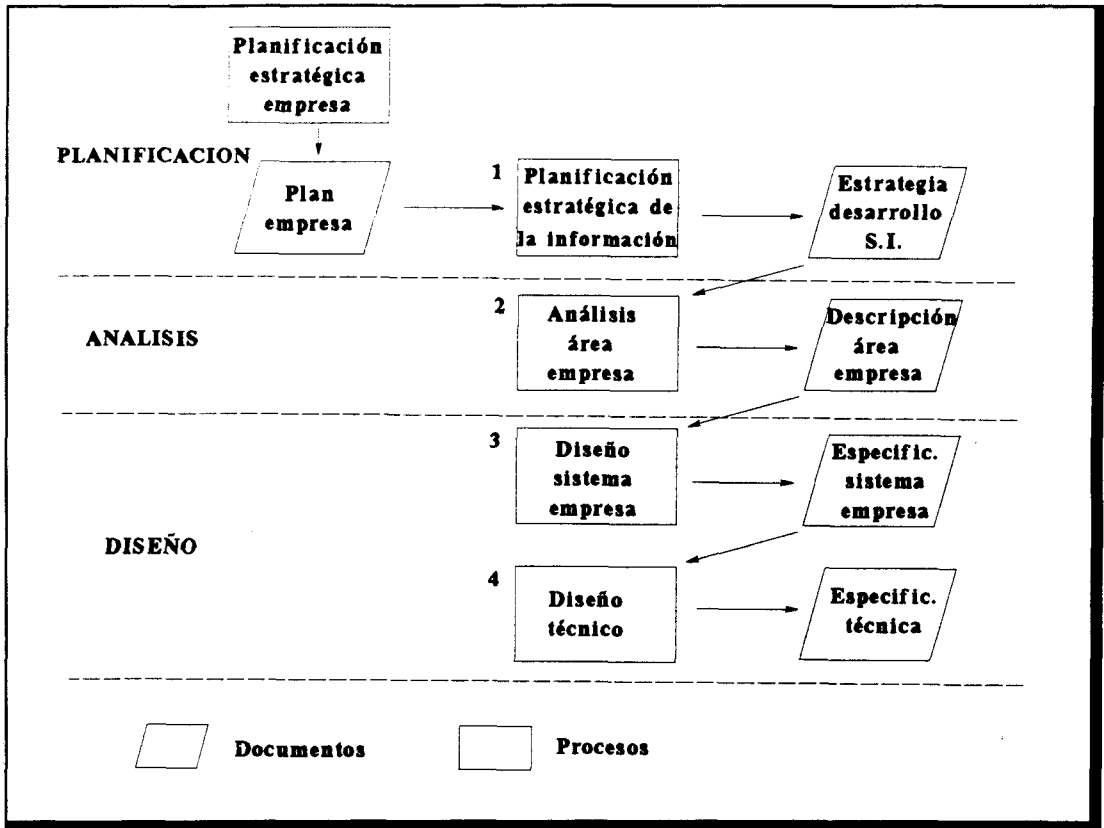 Planificación
estratégica
empresa
PLANIFICACION
Plan
empresa
1
Planificación
estratégica de
la información
Estrategia
desarrollo
S.I.
ANALISIS
2
Análisis
área
empresa
Descripción
área
empresa
DISEÑO
3
Diseño
sistema
empresa
Especific.
sistema
empresa
4
Diseño
técnico
Especific.
técnica
Documentos
Procesos